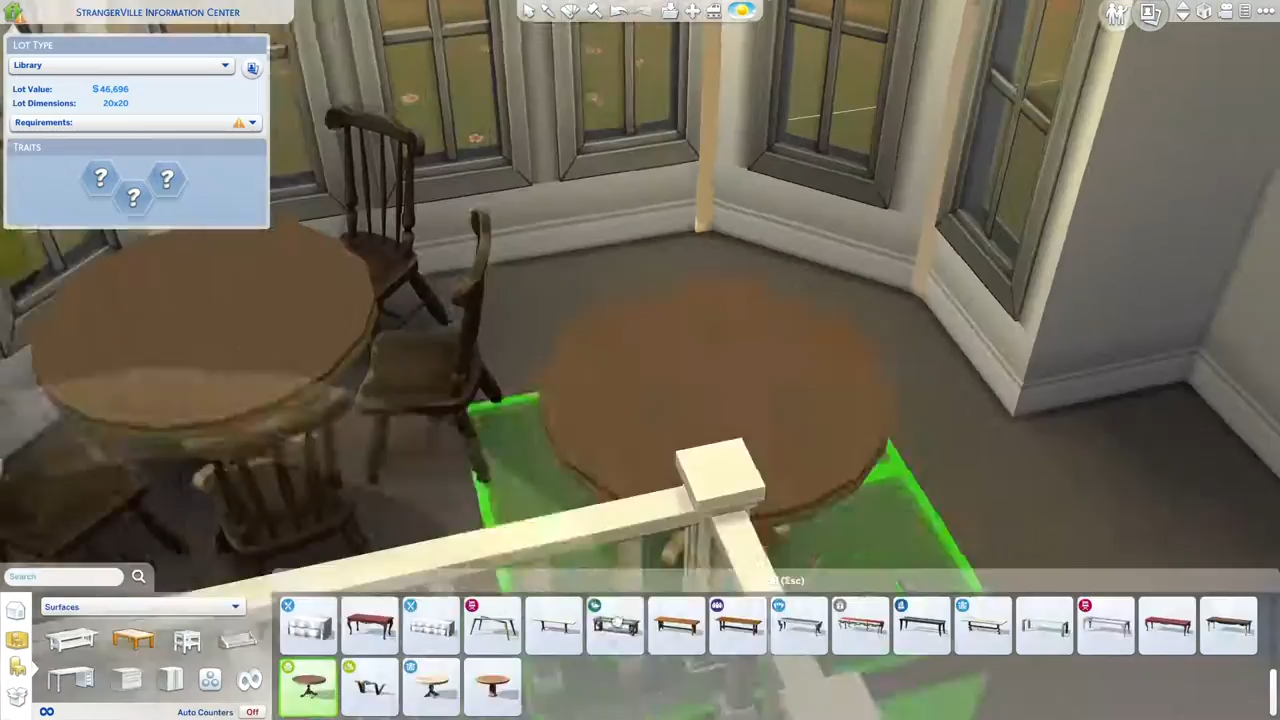 STRANGERVILLE INFORMATION CENTER
LOT TYPE
Library
Lot Value: §46,696
Lot Dimensions: 20x20
Requirements:
TRAITS
? ? ?
(Esc)
Search
Surfaces
Auto Counters Off